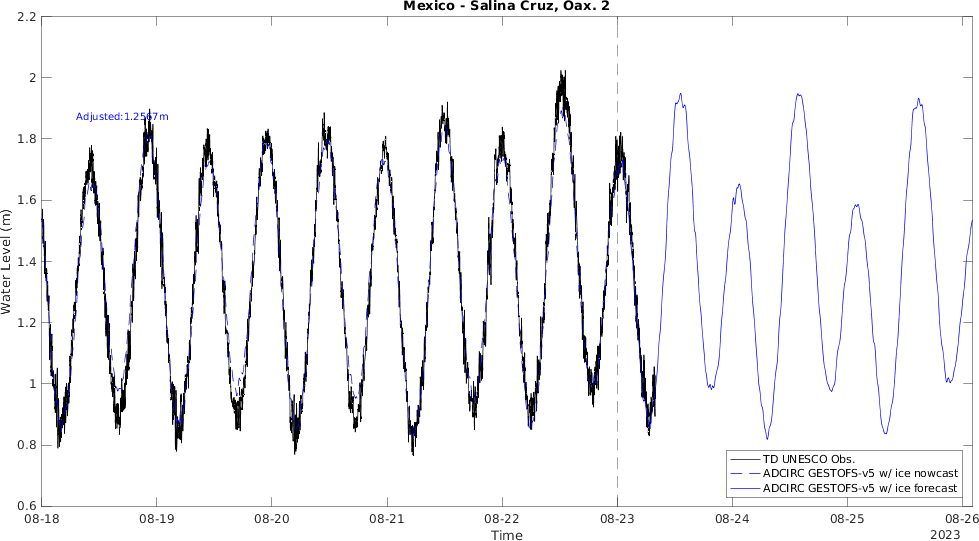 Mexico - Salina Cruz, Oax. 2
2.2
2
1.8
1.6
1.4
1.2
1
0.8
0.6
Water Level (m)
Adjusted:1.2567m
TD UNESCO Obs.
ADCIRC GESTOFS-v5 w/ ice nowcast
ADCIRC GESTOFS-v5 w/ ice forecast
08-18 08-19 08-20 08-21 08-22 08-23 08-24 08-25 08-26
Time
2023